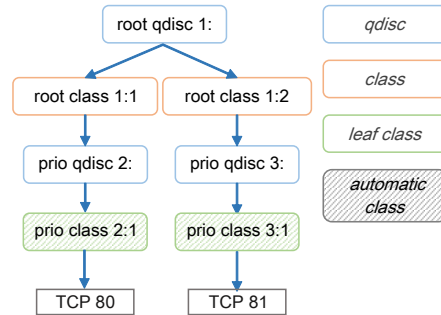 root qdisc 1:
qdisc
root class 1:1
root class 1:2
class
prio qdisc 2:
prio qdisc 3:
leaf class
prio class 2:1
prio class 3:1
automatic
class
TCP 80
TCP 81